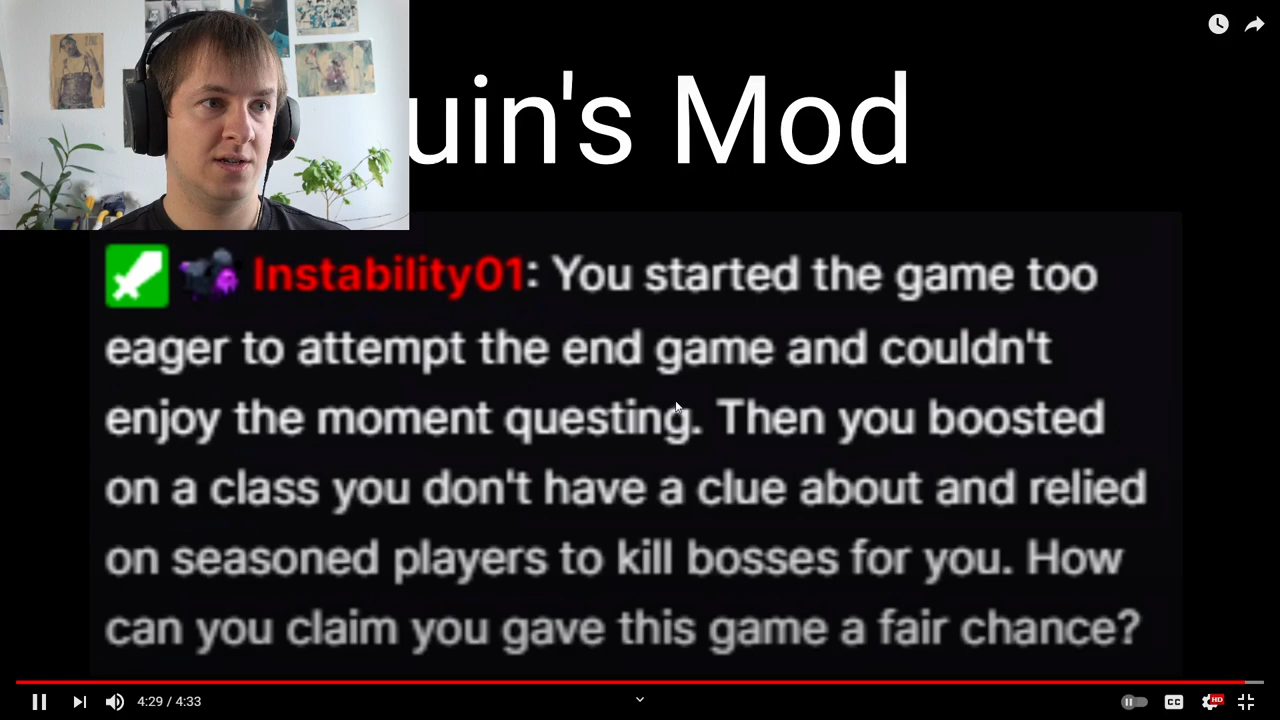 uin's Mod
Instability01: You started the game too
eager to attempt the end game and couldn't
enjoy the moment questing. Then you boosted
on a class you don't have a clue about and relied
on seasoned players to kill bosses for you. How
can you claim you gave this game a fair chance?
4:29 / 4:33
CC
HD